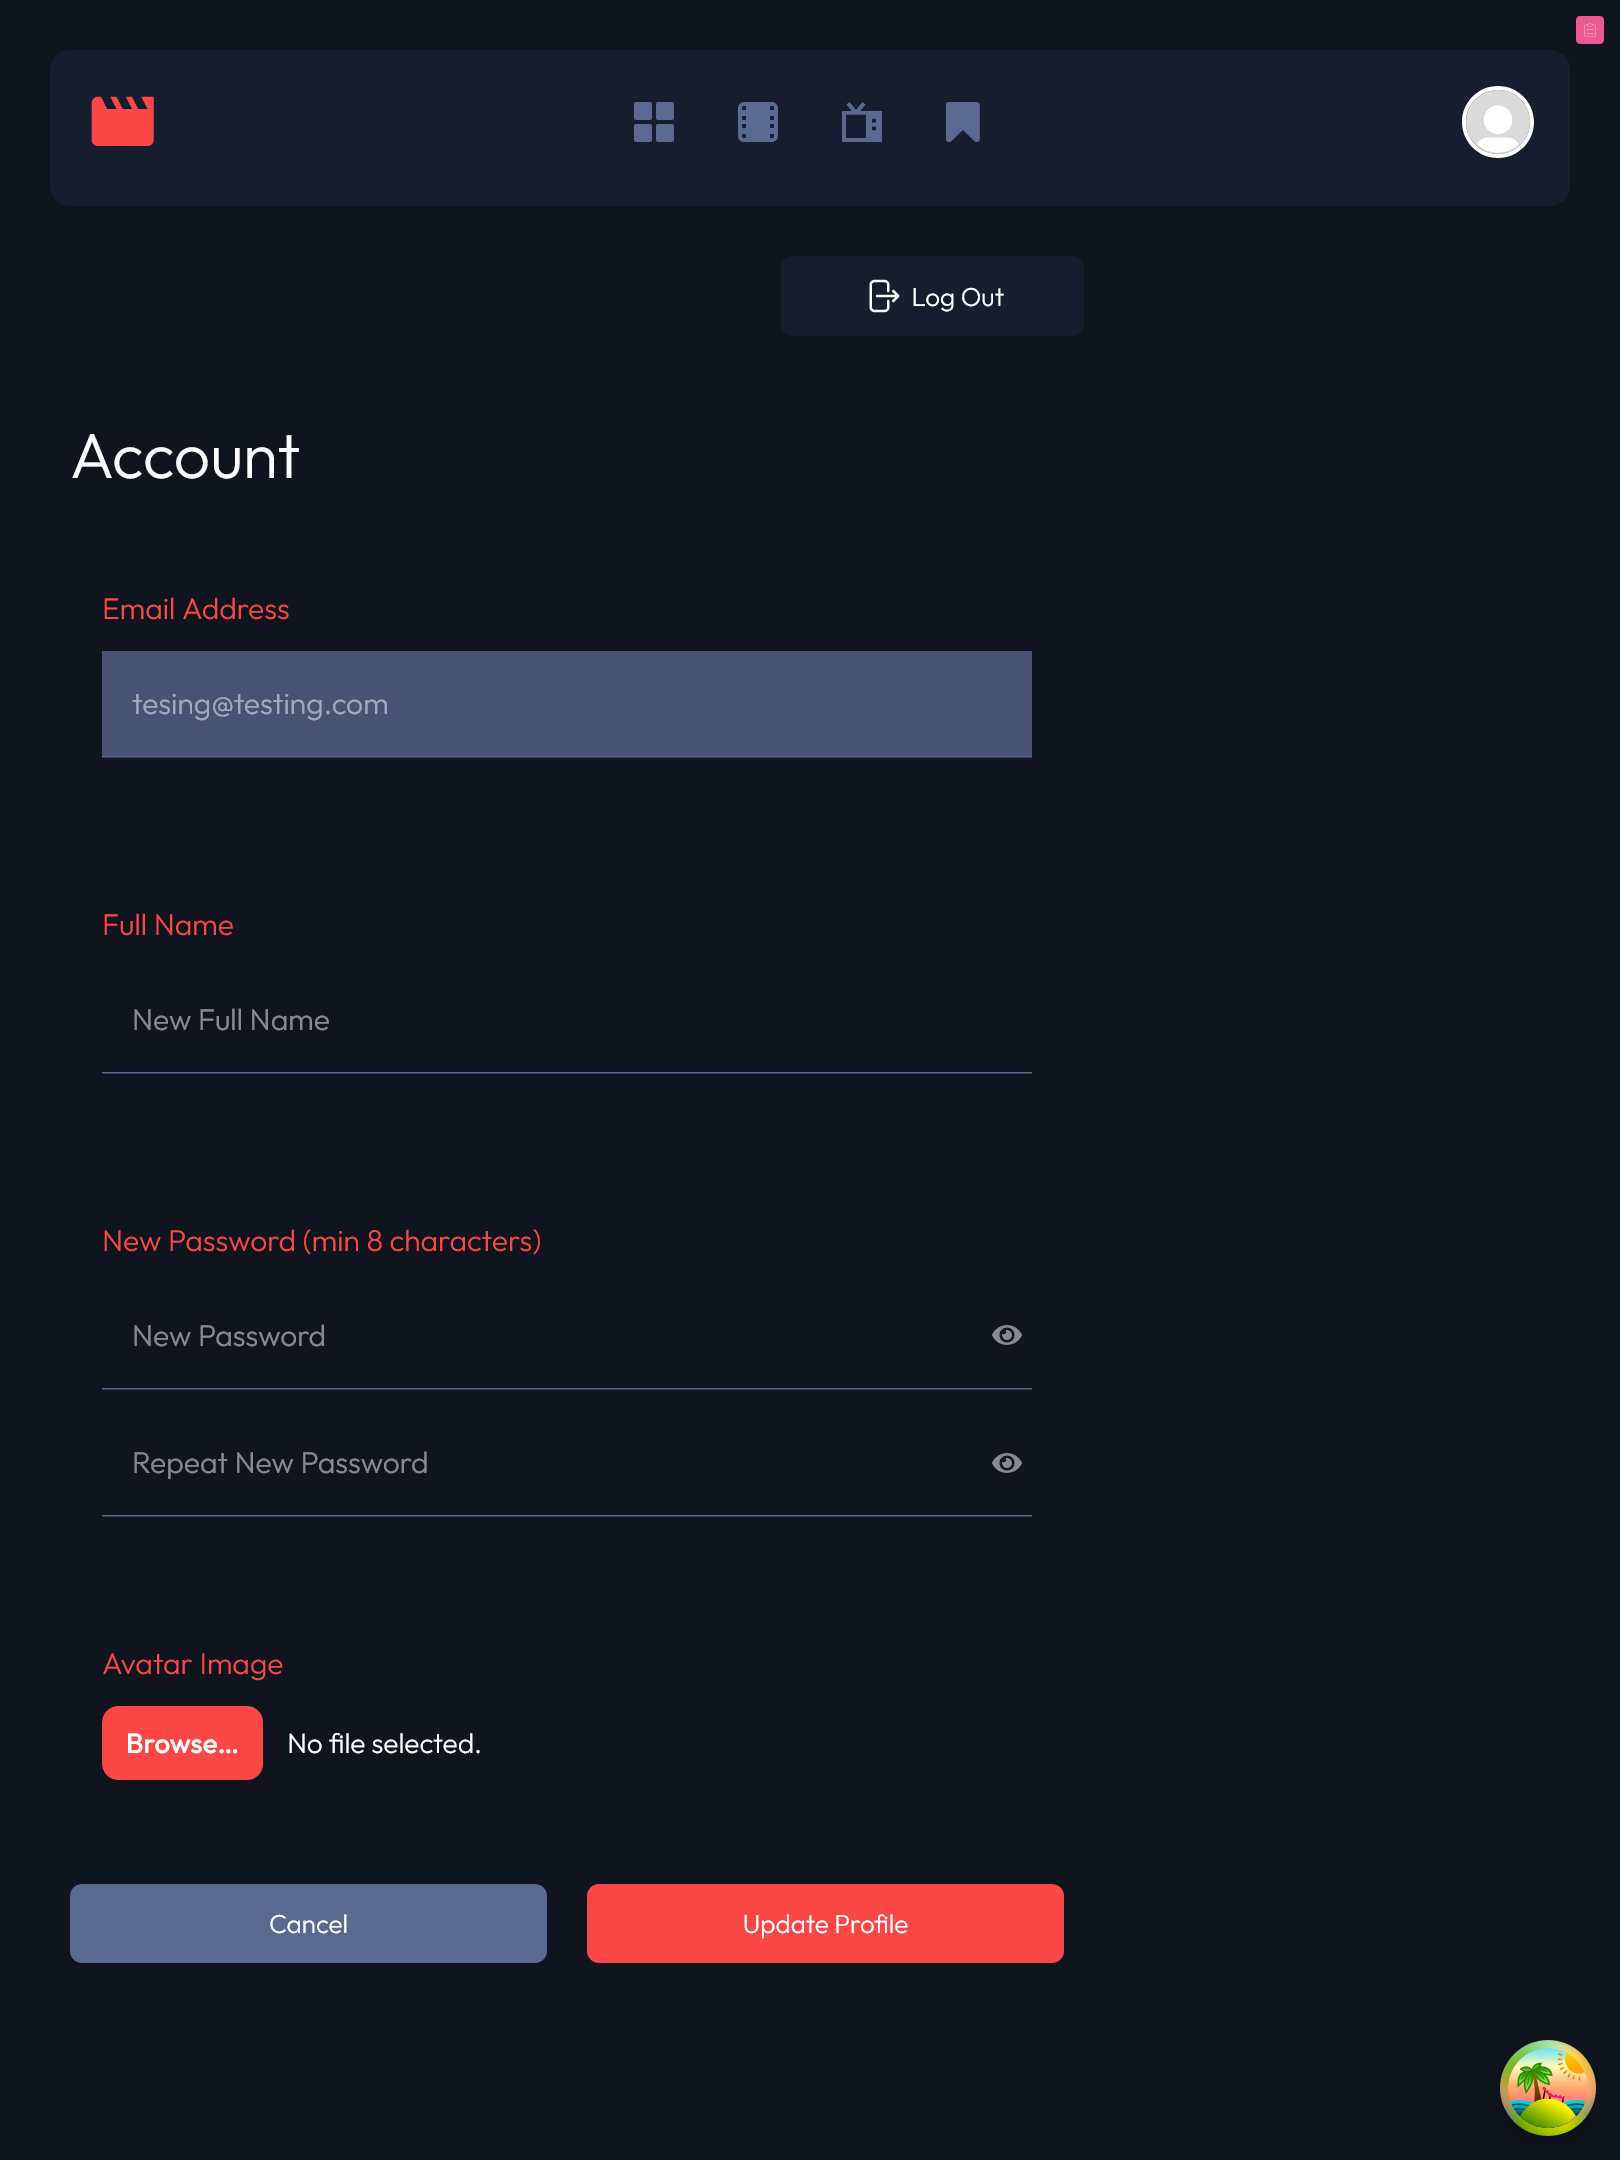 Log Out
Account
Email Address
tesing@testing.com
Full Name
New Full Name
New Password (min 8 characters)
New Password
Repeat New Password
Avatar Image
Browse... No file selected.
Cancel Update Profile